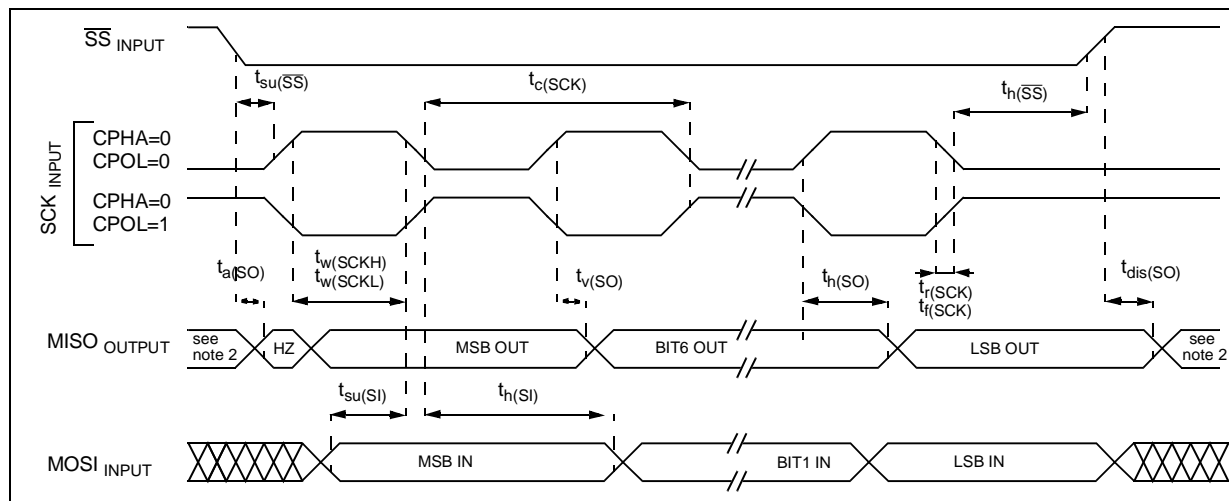 SS INPUT
tsu(SS)
tc(SCK)
th(SS)
SCK INPUT
CPHA=0
CPOL=0
CPHA=0
CPOL=1
ta(SO)
tw(SCKH)
tw(SCKL)
tv(SO)
th(SO)
tr(SCK)
tf(SCK)
tdis(SO)
MISO OUTPUT
see
note 2
HZ
MSB OUT
BIT6 OUT
LSB OUT
see
note 2
tsu(SI)
th(SI)
MOSI INPUT
MSB IN
BIT1 IN
LSB IN